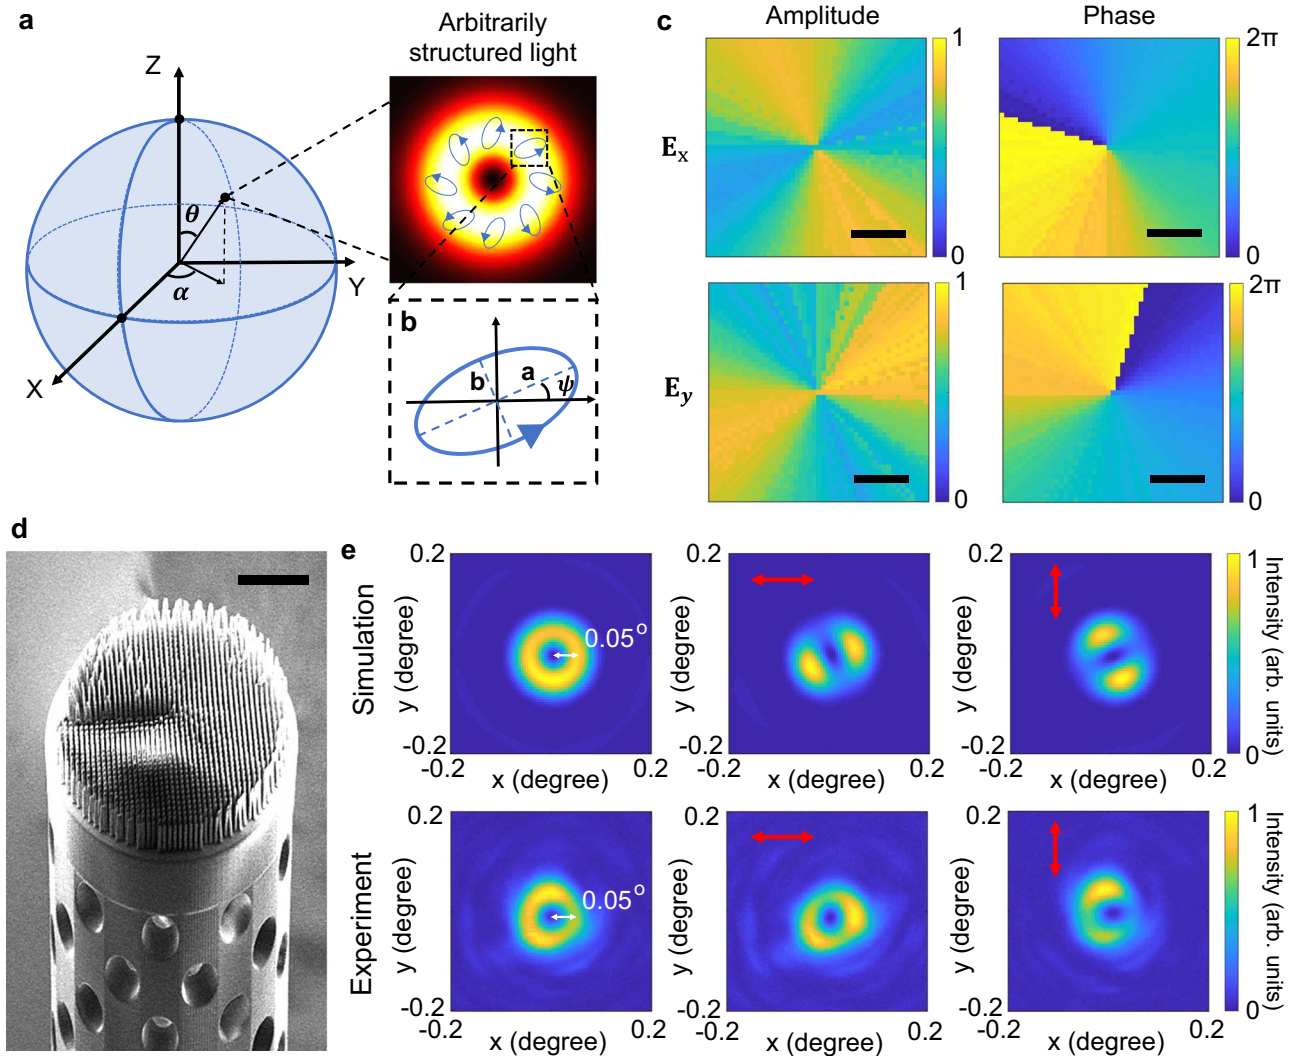 a
Z
θ
α
X
Y
Arbitrarily
structured light
b
b
a
ψ
c
Amplitude
Phase
E_x
1
0
2π
0
E_y
1
0
2π
0
d
e
Simulation
0.2
y (degree)
-0.2
-0.2
x (degree)
0.2
0.05°
0.2
y (degree)
-0.2
-0.2
x (degree)
0.2
0.2
y (degree)
-0.2
-0.2
x (degree)
0.2
1
0
Intensity (arb. units)
Experiment
0.2
y (degree)
-0.2
-0.2
x (degree)
0.2
0.05°
0.2
y (degree)
-0.2
-0.2
x (degree)
0.2
0.2
y (degree)
-0.2
-0.2
x (degree)
0.2
1
0
Intensity (arb. units)